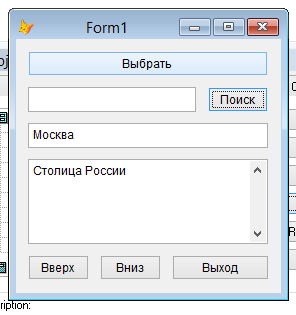 Form1
Выбрать
Поиск
Москва
Столица России
Вверх
Вниз
Выход
ription: